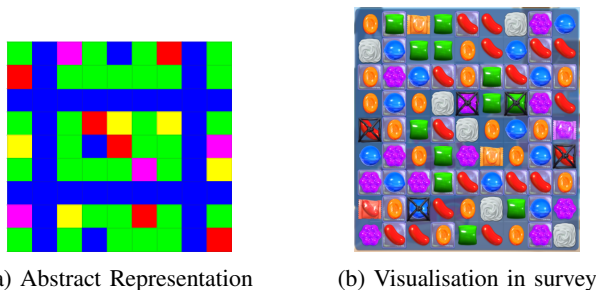 a) Abstract Representation
(b) Visualisation in survey